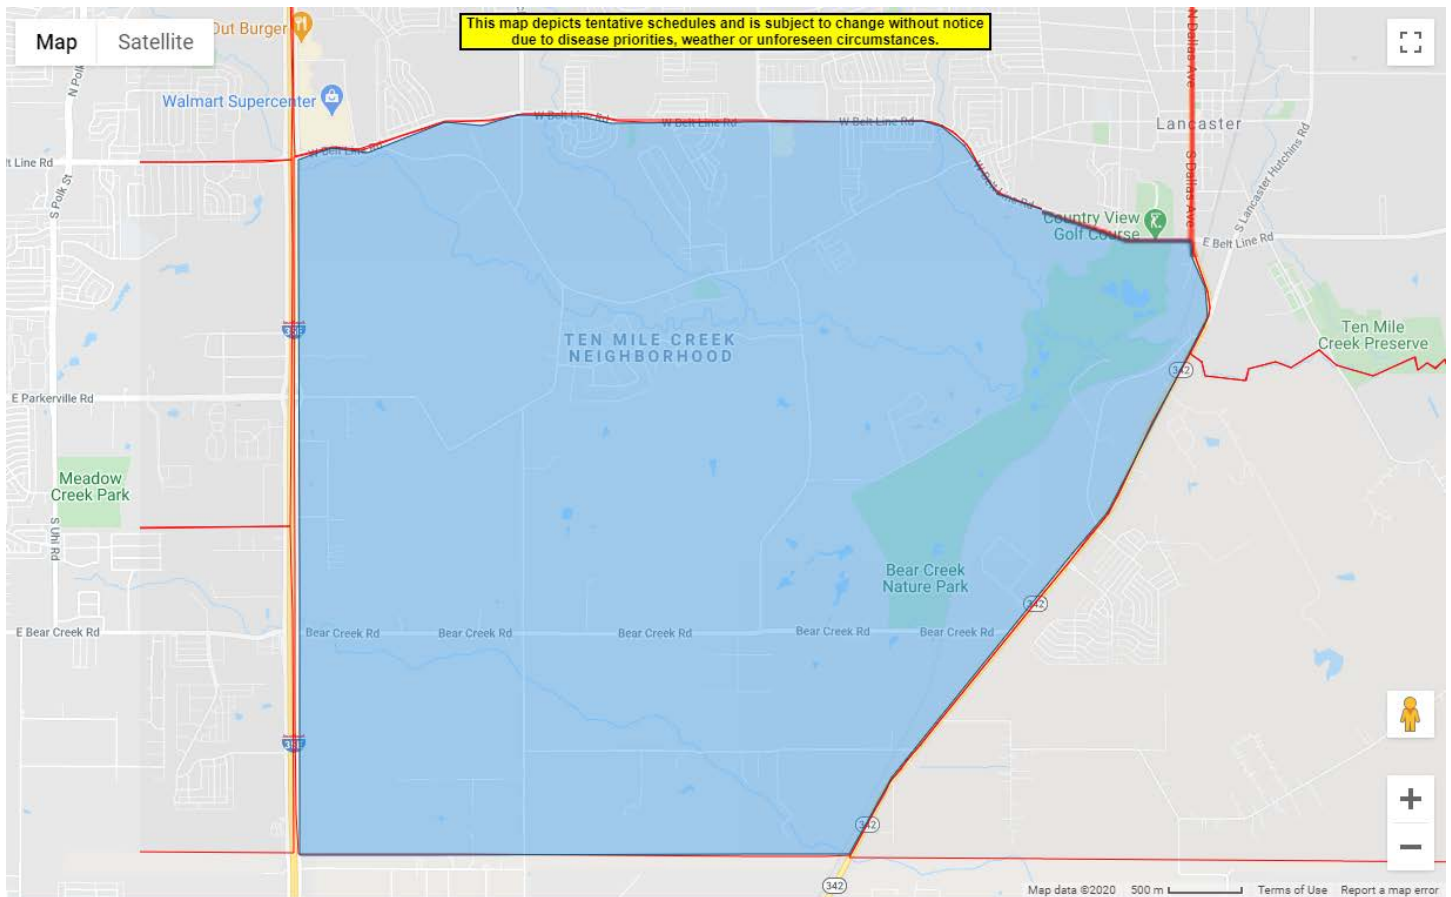 This map depicts tentative schedules and is subject to change without notice
due to disease priorities, weather or unforeseen circumstances.
Map
Satellite
Out Burger
N Dallas Ave
Walmart Supercenter
W Belt Line Rd
W Belt Line Rd
W Belt Line Rd
Lancaster
W Belt Line Rd
lt Line Rd
S Polk St
W Belt Line Rd
S Dallas Ave
S Lancaster Hutchins Rd
Country View
Golf Course
E Belt Line Rd
35E
TEN MILE CREEK
NEIGHBORHOOD
Ten Mile
Creek Preserve
342
E Parkerville Rd
Meadow
Creek Park
S Uhl Rd
Bear Creek
Nature Park
342
E Bear Creek Rd
Bear Creek Rd
Bear Creek Rd
Bear Creek Rd
Bear Creek Rd
Bear Creek Rd
35E
342
342
Map data ©2020
500 m
Terms of Use
Report a map error